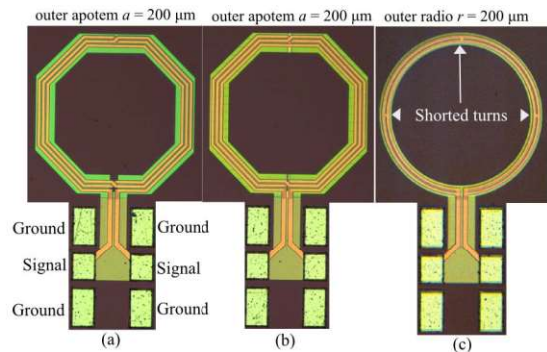 outer apotem a = 200 μm outer apotem a = 200 μm outer radio r = 200 μm
Shorted turns
Ground Ground
Signal Signal
Ground Ground
(a) (b) (c)